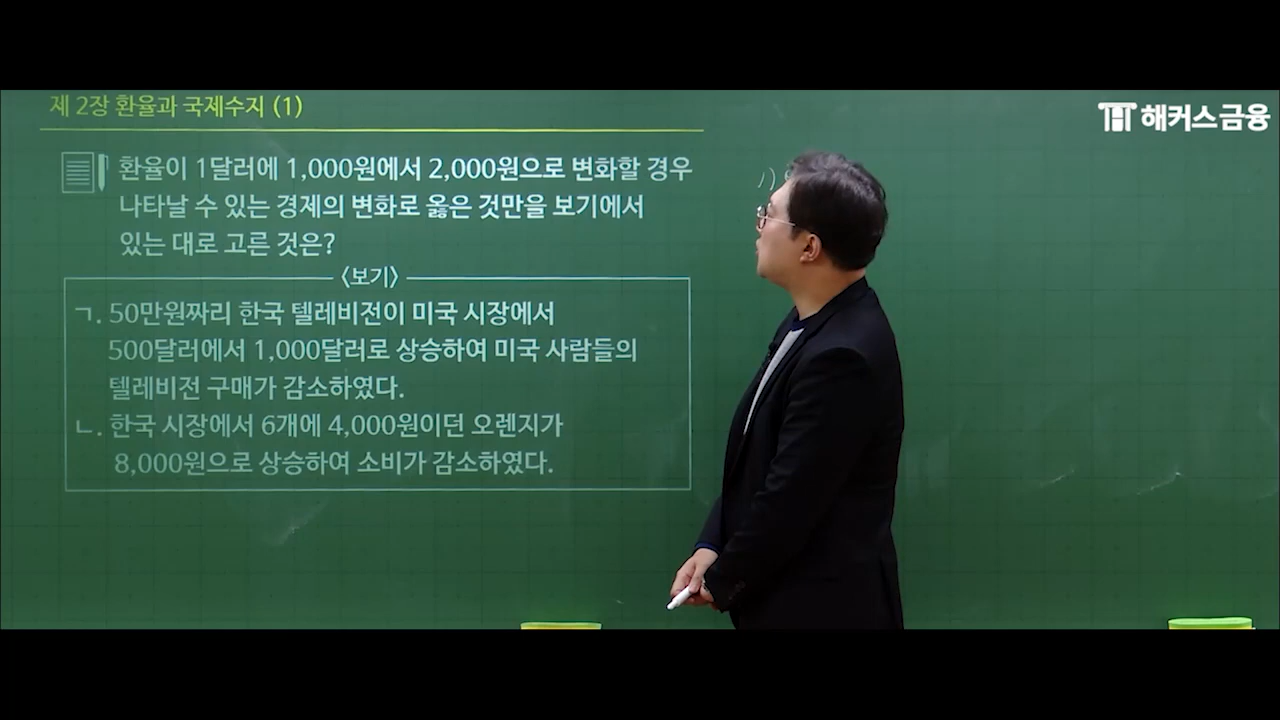 제 2장 환율과 국제수지 (1)
해커스금융
환율이 1달러에 1,000원에서 2,000원으로 변화할 경우
나타날 수 있는 경제의 변화로 옳은 것만을 보기에서
있는 대로 고른 것은?
<보기>
ㄱ. 50만원짜리 한국 텔레비전이 미국 시장에서
500달러에서 1,000달러로 상승하여 미국 사람들의
텔레비전 구매가 감소하였다.
ㄴ. 한국 시장에서 6개에 4,000원이던 오렌지가
8,000원으로 상승하여 소비가 감소하였다.